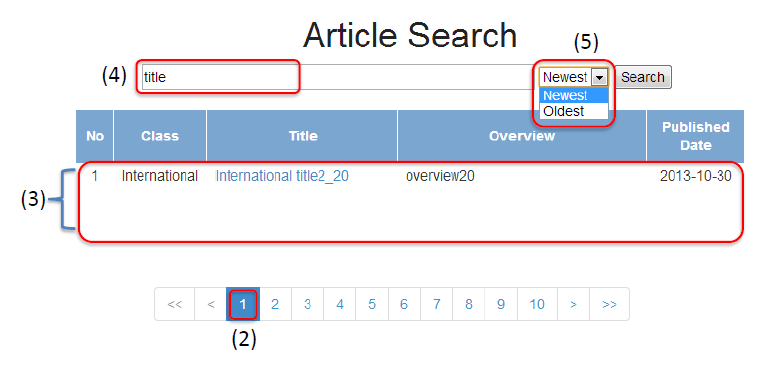 Article Search
(5)
(4) title Newest Search
Newest
Oldest
No Class Title Overview Published Date
(3) 1 International International title2_20 overview20 2013-10-30
<< < 1 2 3 4 5 6 7 8 9 10 > >>
(2)